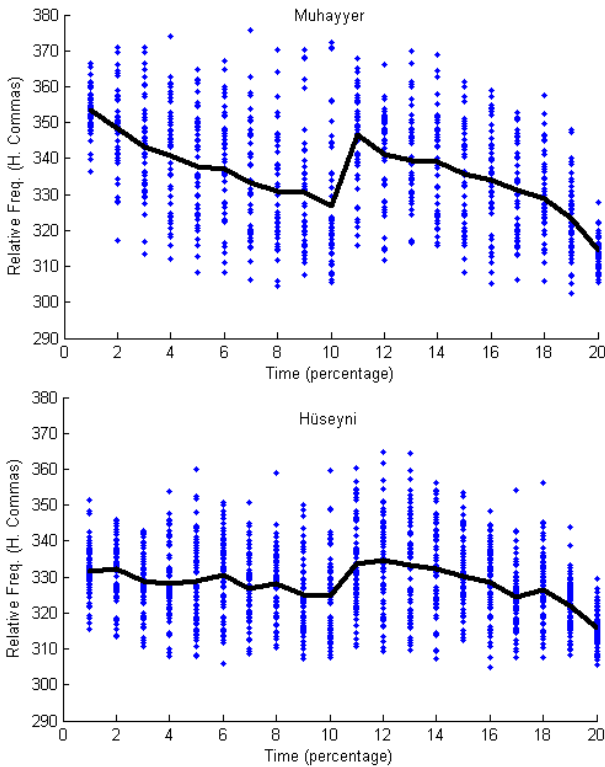 Muhayyer
Relative Freq. (H. Commas)
380
370
360
350
340
330
320
310
300
290
0 2 4 6 8 10 12 14 16 18 20
Time (percentage)
Hüseyni
Relative Freq. (H. Commas)
380
370
360
350
340
330
320
310
300
290
0 2 4 6 8 10 12 14 16 18 20
Time (percentage)